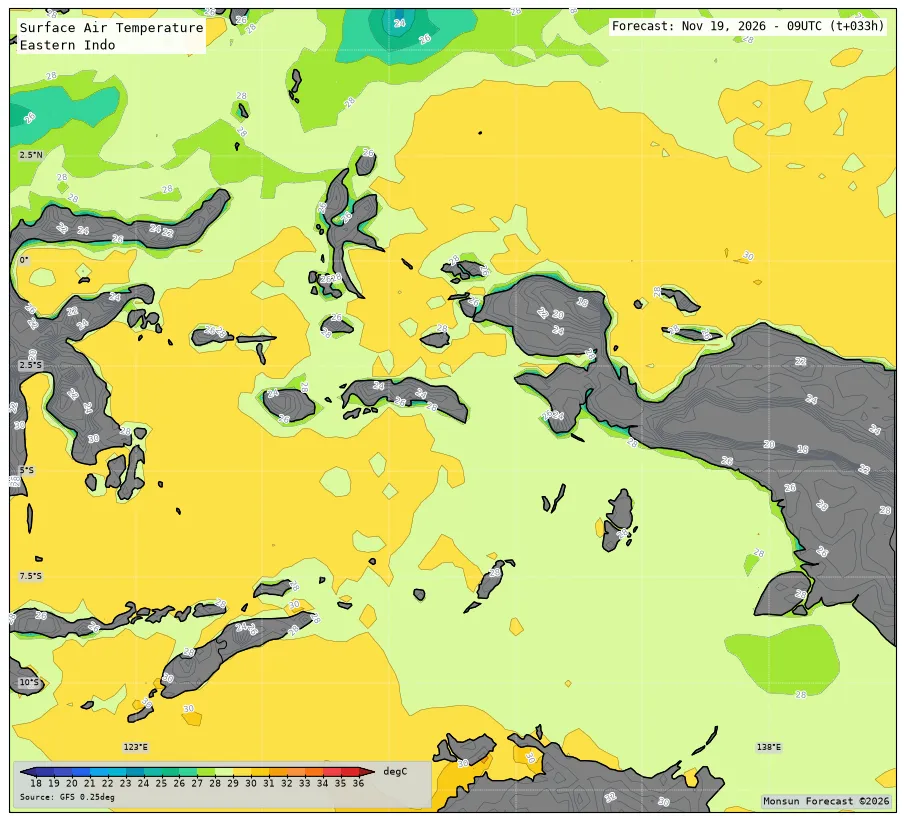 Surface Air Temperature
Eastern Indo
Forecast: Nov 19, 2026 - 09UTC (t+033h)
2.5°N
0°
2.5°S
5°S
7.5°S
10°S
123°E
138°E
18 19 20 21 22 23 24 25 26 27 28 29 30 31 32 33 34 35 36
degC
Source: GFS 0.25deg
Monsun Forecast ©2026